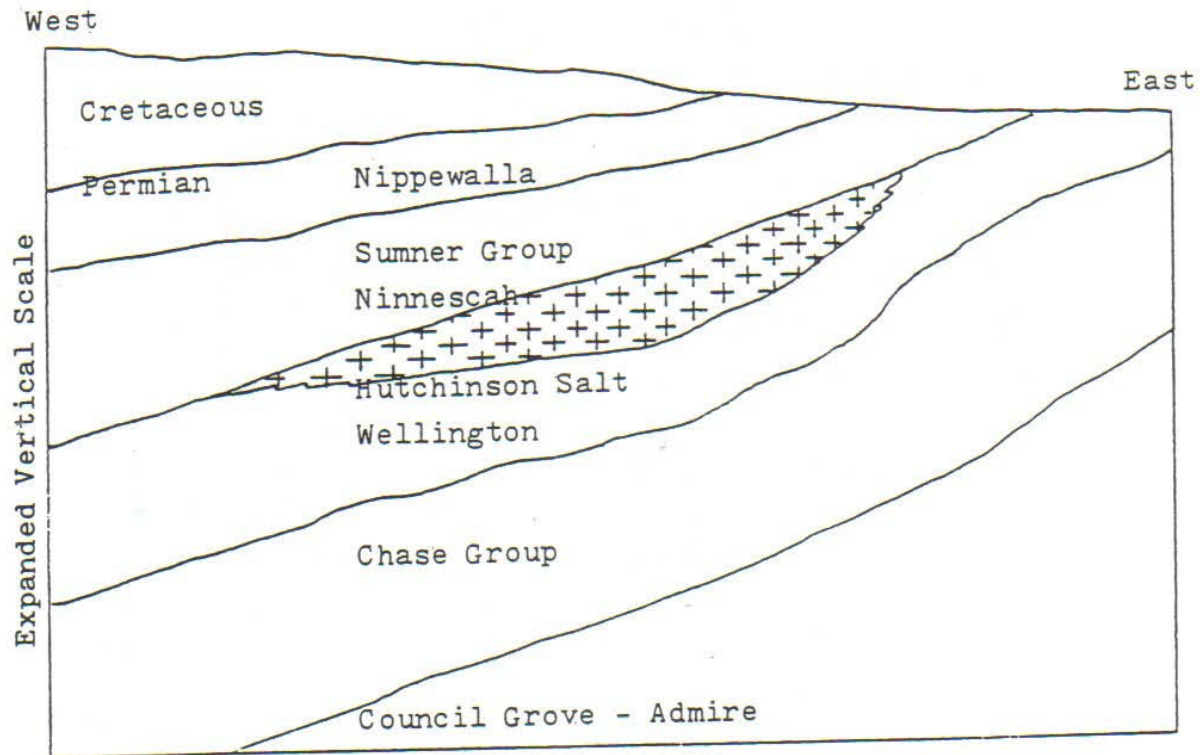 West
East
Cretaceous
Permian
Nippewalla
Sumner Group
Ninnescah
Hutchinson Salt
Wellington
Chase Group
Council Grove - Admire
Expanded Vertical Scale